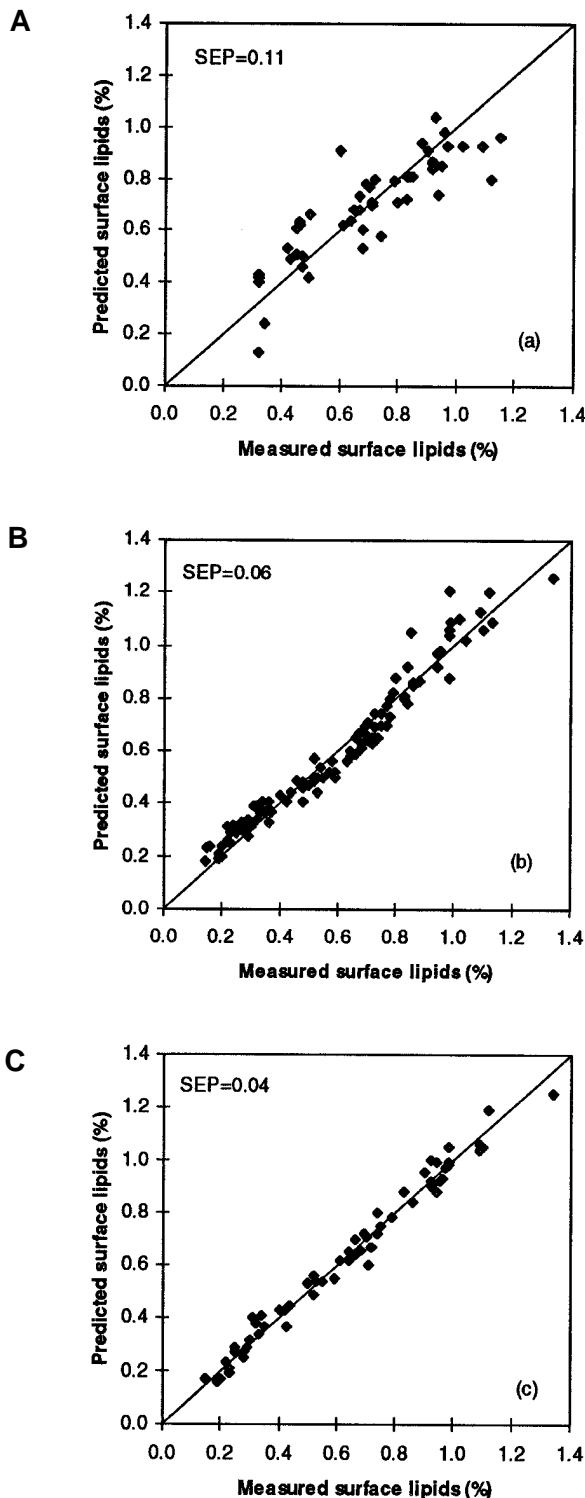 A
SEP=0.11
Predicted surface lipids (%)
1.4
1.2
1.0
0.8
0.6
0.4
0.2
0.0
(a)
0.0 0.2 0.4 0.6 0.8 1.0 1.2 1.4
Measured surface lipids (%)
B
SEP=0.06
Predicted surface lipids (%)
1.4
1.2
1.0
0.8
0.6
0.4
0.2
0.0
(b)
0.0 0.2 0.4 0.6 0.8 1.0 1.2 1.4
Measured surface lipids (%)
C
SEP=0.04
Predicted surface lipids (%)
1.4
1.2
1.0
0.8
0.6
0.4
0.2
0.0
(c)
0.0 0.2 0.4 0.6 0.8 1.0 1.2 1.4
Measured surface lipids (%)